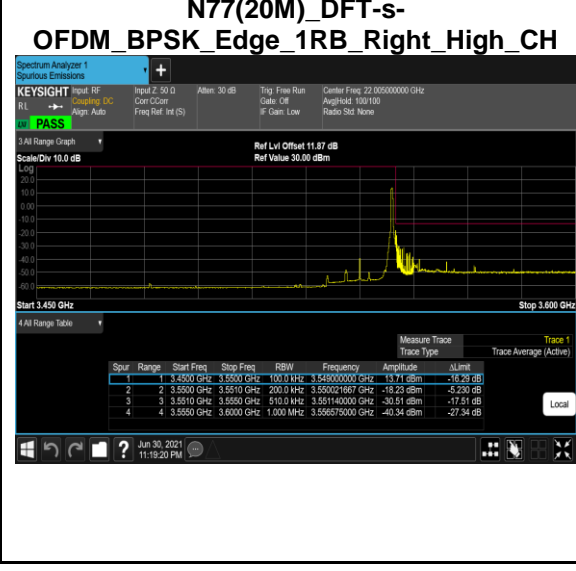 N77(20M)_DFT-s-
OFDM_BPSK_Edge_1RB_Right_High_CH
Spectrum Analyzer 1
Spurious Emissions
KEYSIGHT Input: RF Input Z: 50 Ω Atten: 30 dB Trig: Free Run Center Freq: 22.005000000 GHz
RL Coupling: DC Corr CCorr Gate: Off Avg|Hold: 100/100
Align: Auto Freq Ref: Int (S) IF Gain: Low Radio Std: None
PASS
3 All Range Graph Ref Lvl Offset 11.87 dB
Scale/Div 10.0 dB Ref Value 30.00 dBm
Log
20.0
10.0
0.00
-10.0
-20.0
-30.0
-40.0
-50.0
-60.0
Start 3.450 GHz Stop 3.600 GHz
4 All Range Table
Measure Trace Trace 1
Trace Type Trace Average (Active)
Spur Range Start Freq Stop Freq RBW Frequency Amplitude ΔLimit
1 1 3.4500 GHz 3.5500 GHz 100.0 kHz 3.549000000 GHz 13.71 dBm -16.29 dB
2 2 3.5500 GHz 3.5510 GHz 200.0 kHz 3.550021667 GHz -18.23 dBm -5.230 dB
3 3 3.5510 GHz 3.5550 GHz 510.0 kHz 3.551140000 GHz -30.51 dBm -17.51 dB
4 4 3.5550 GHz 3.6000 GHz 1.000 MHz 3.556575000 GHz -40.34 dBm -27.34 dB
Local
Jun 30, 2021
11:19:20 PM